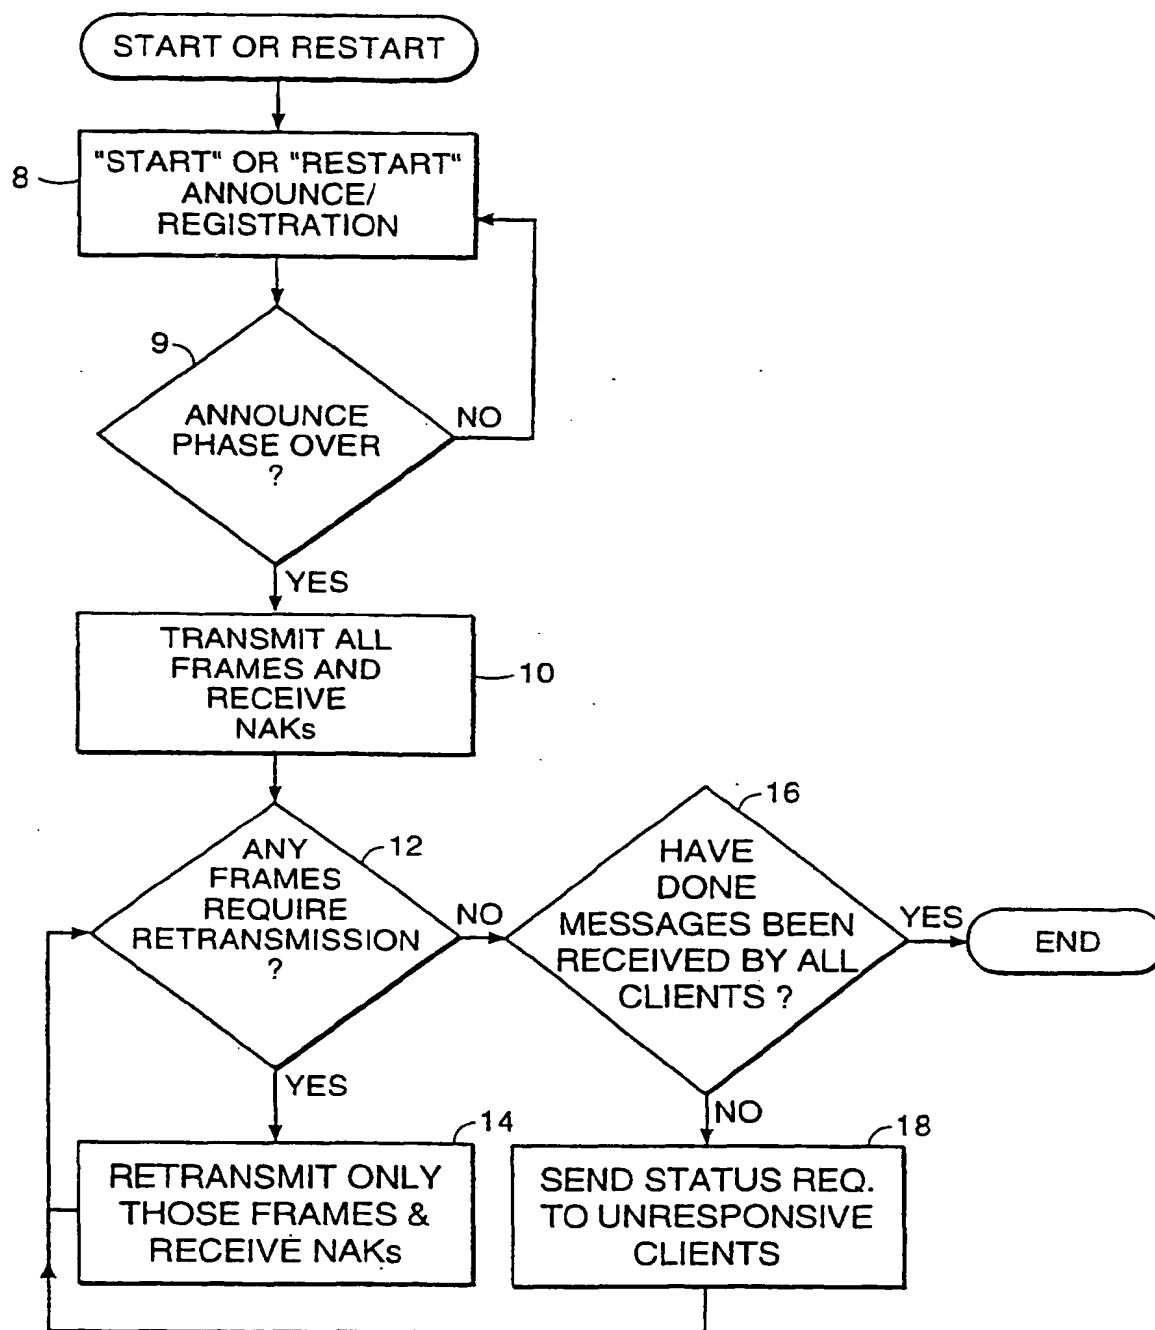 START OR RESTART
8
"START" OR "RESTART"
ANNOUNCE/
REGISTRATION
9
ANNOUNCE
PHASE OVER
?
NO
YES
TRANSMIT ALL
FRAMES AND
RECEIVE
NAKs
10
ANY
FRAMES
REQUIRE
RETRANSMISSION
?
12
NO
YES
16
HAVE
DONE
MESSAGES BEEN
RECEIVED BY ALL
CLIENTS ?
YES
END
NO
14
RETRANSMIT ONLY
THOSE FRAMES &
RECEIVE NAKs
18
SEND STATUS REQ.
TO UNRESPONSIVE
CLIENTS